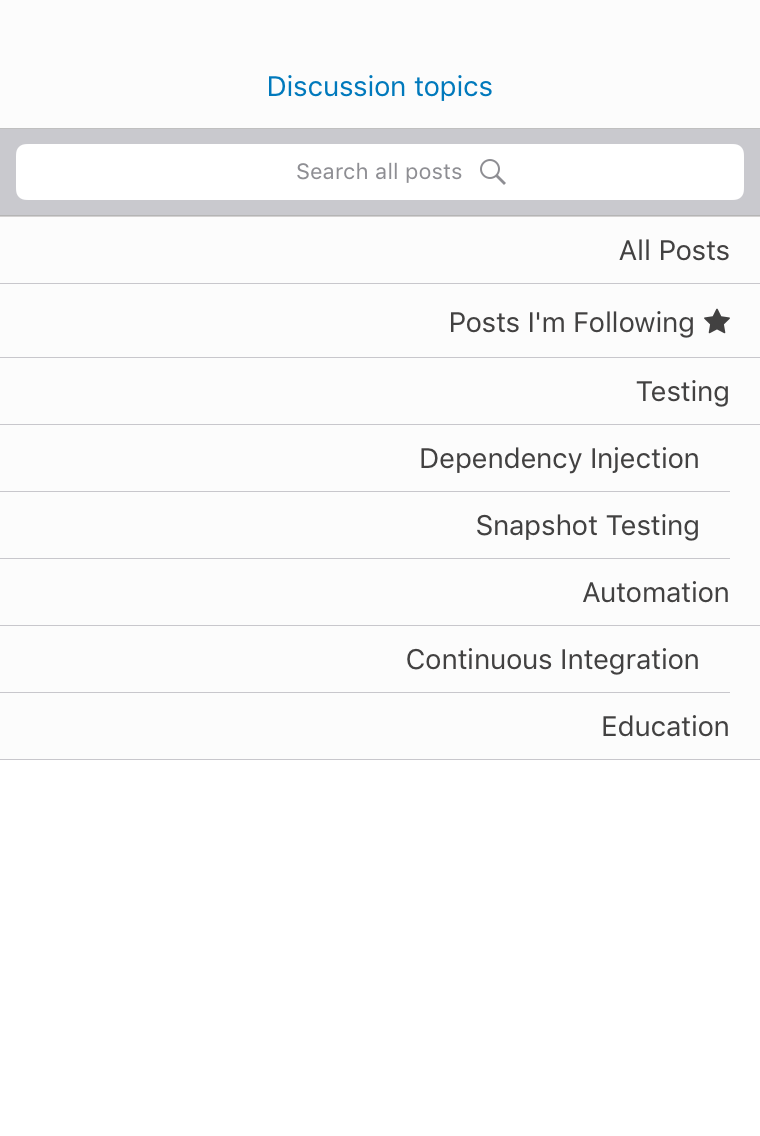 Discussion topics
Search all posts
All Posts
Posts I'm Following
Testing
Dependency Injection
Snapshot Testing
Automation
Continuous Integration
Education